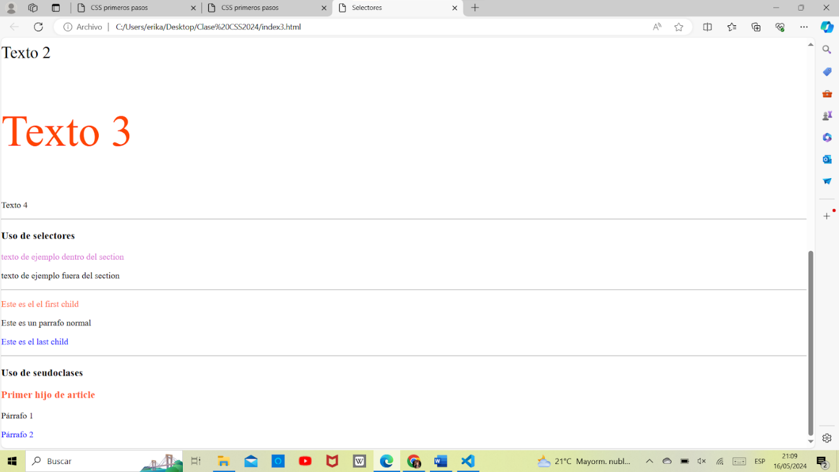 CSS primeros pasos
CSS primeros pasos
Selectores
Archivo | C:/Users/erika/Desktop/Clase%20CSS2024/index3.html
Texto 2
Texto 3
Texto 4
Uso de selectores
texto de ejemplo dentro del section
texto de ejemplo fuera del section
Este es el el first child
Este es un parrafo normal
Este es el last child
Uso de seudoclases
Primer hijo de article
Párrafo 1
Párrafo 2
Buscar
21°C Mayorm. nubl...
ESP
21:09
16/05/2024